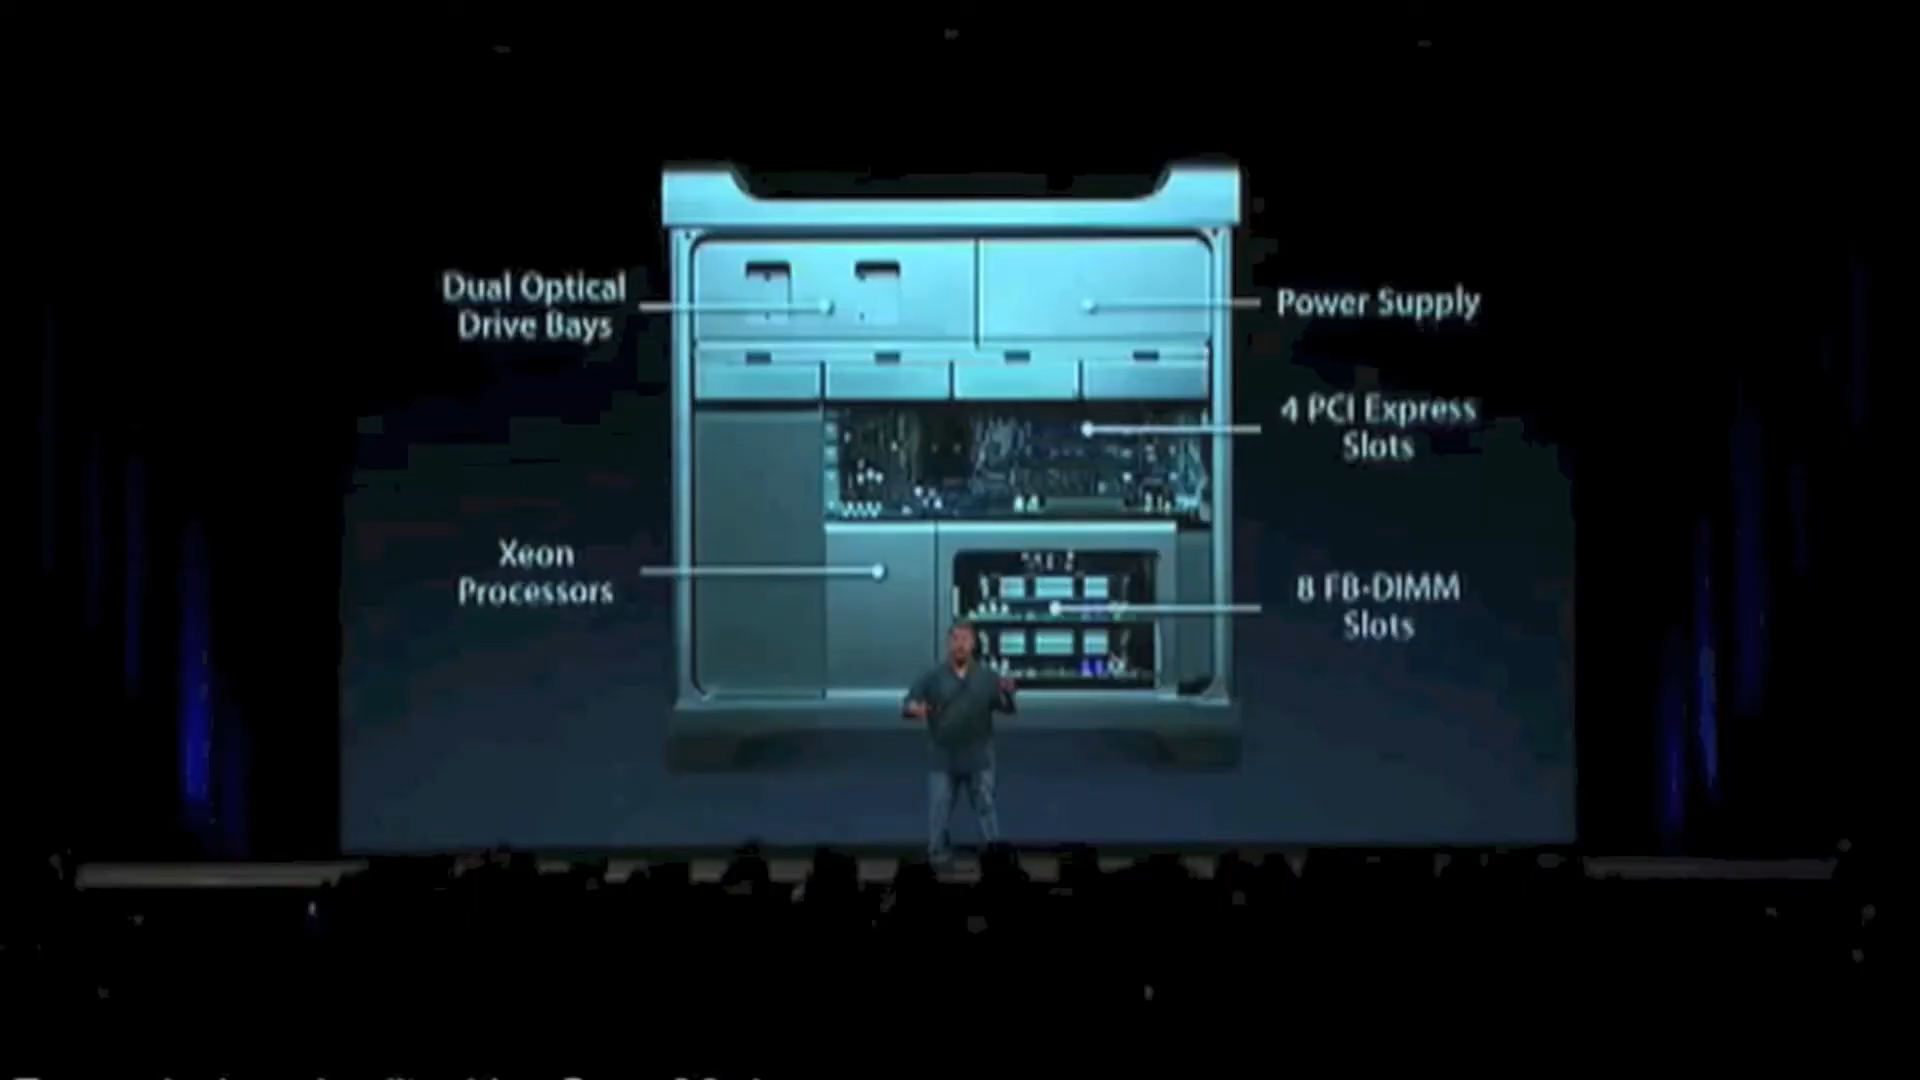 Dual Optical
Drive Bays
Power Supply
4 PCI Express
Slots
Xeon
Processors
8 FB-DIMM
Slots